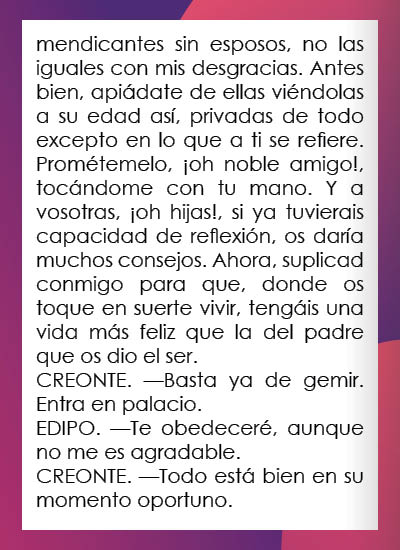 mendicantes sin esposos, no las
iguales con mis desgracias. Antes
bien, apiádate de ellas viéndolas
a su edad así, privadas de todo
excepto en lo que a ti se refiere.
Prométemelo, ¡oh noble amigo!,
tocándome con tu mano. Y a
vosotras, ¡oh hijas!, si ya tuvierais
capacidad de reflexión, os daría
muchos consejos. Ahora, suplicad
conmigo para que, donde os
toque en suerte vivir, tengáis una
vida más feliz que la del padre
que os dio el ser.
CREONTE. —Basta ya de gemir.
Entra en palacio.
EDIPO. —Te obedeceré, aunque
no me es agradable.
CREONTE. —Todo está bien en su
momento oportuno.